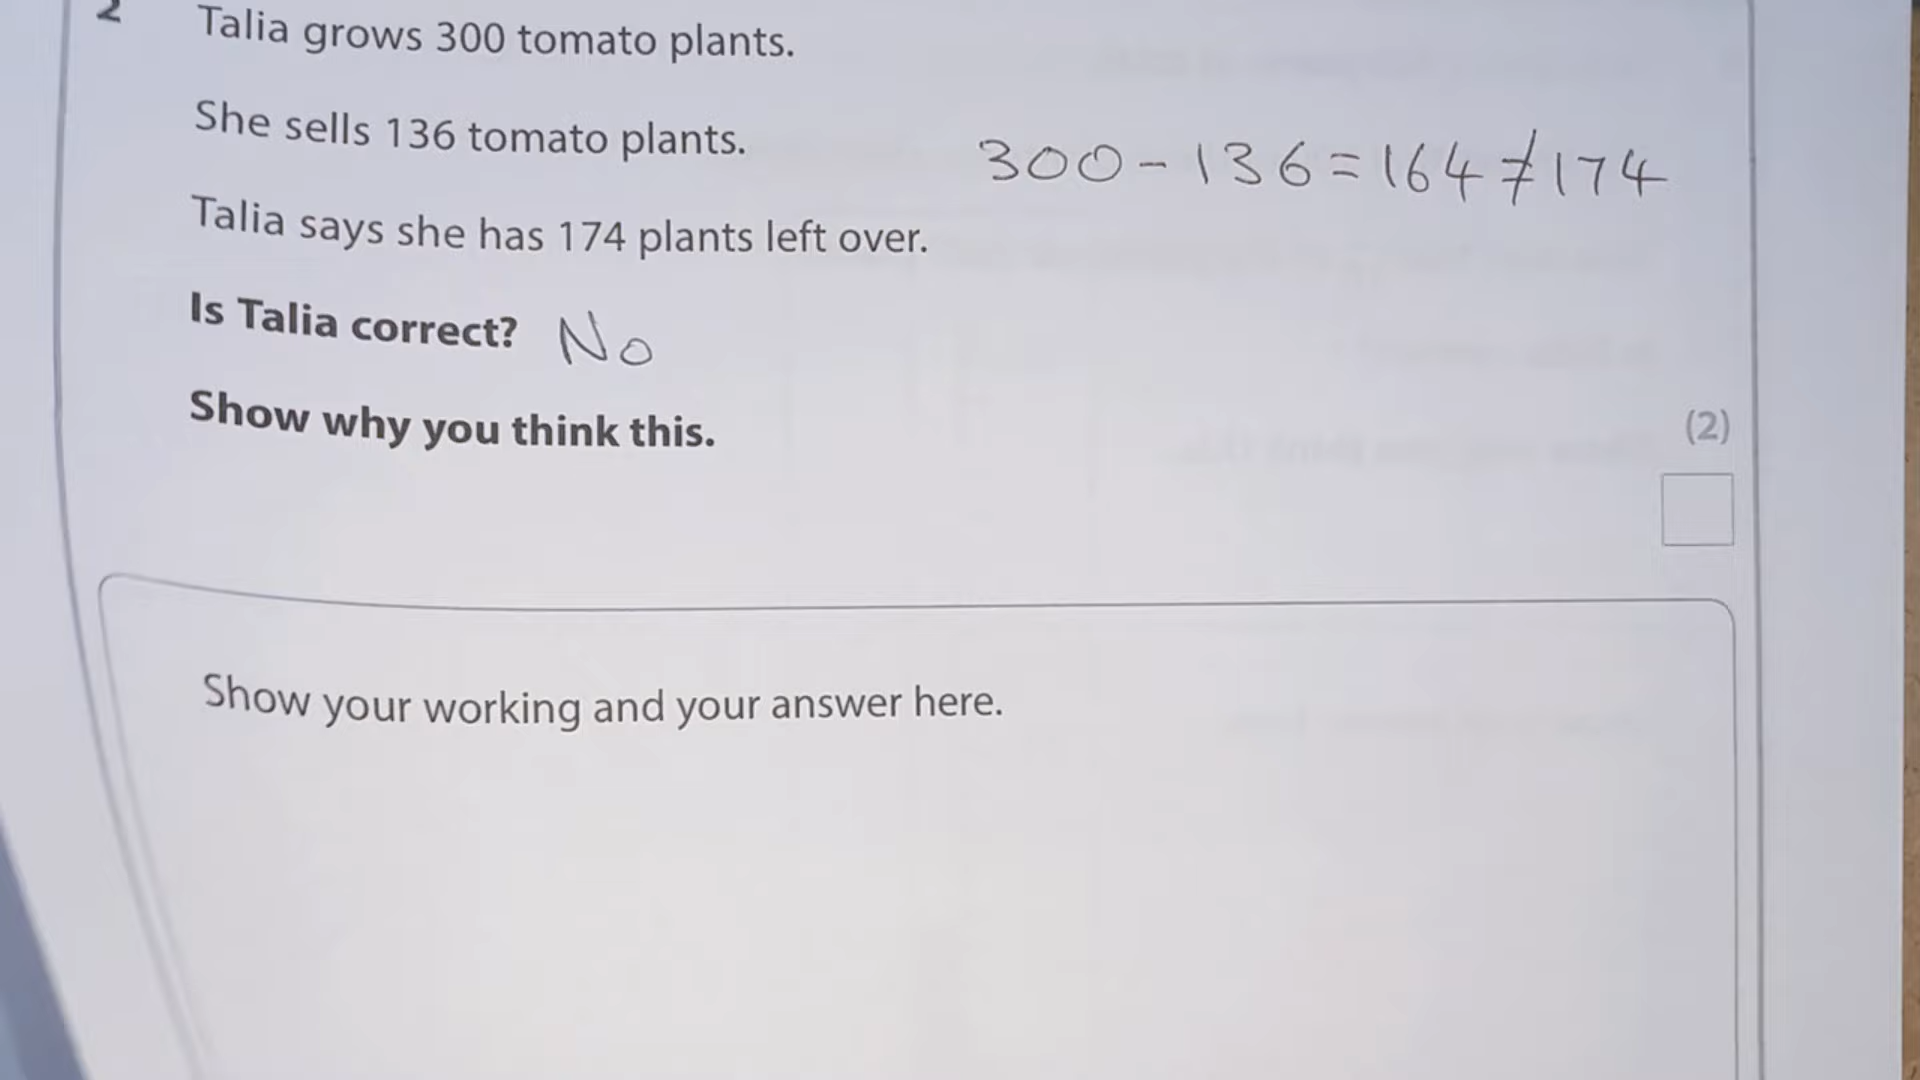 2 Talia grows 300 tomato plants.
She sells 136 tomato plants.
300 - 136 = 164 ≠ 174
Talia says she has 174 plants left over.
Is Talia correct? No
Show why you think this.
(2)
Show your working and your answer here.